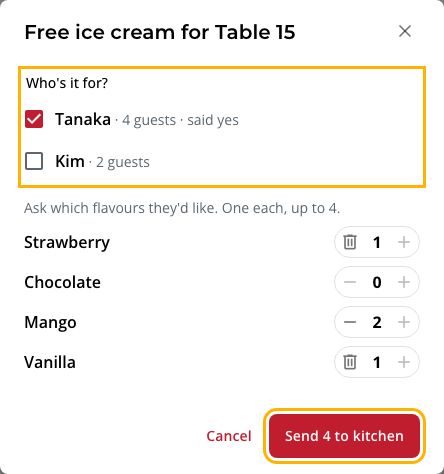 Free ice cream for Table 15
Who's it for?
Tanaka · 4 guests · said yes
Kim · 2 guests
Ask which flavours they'd like. One each, up to 4.
Strawberry 1
Chocolate 0
Mango 2
Vanilla 1
Cancel Send 4 to kitchen